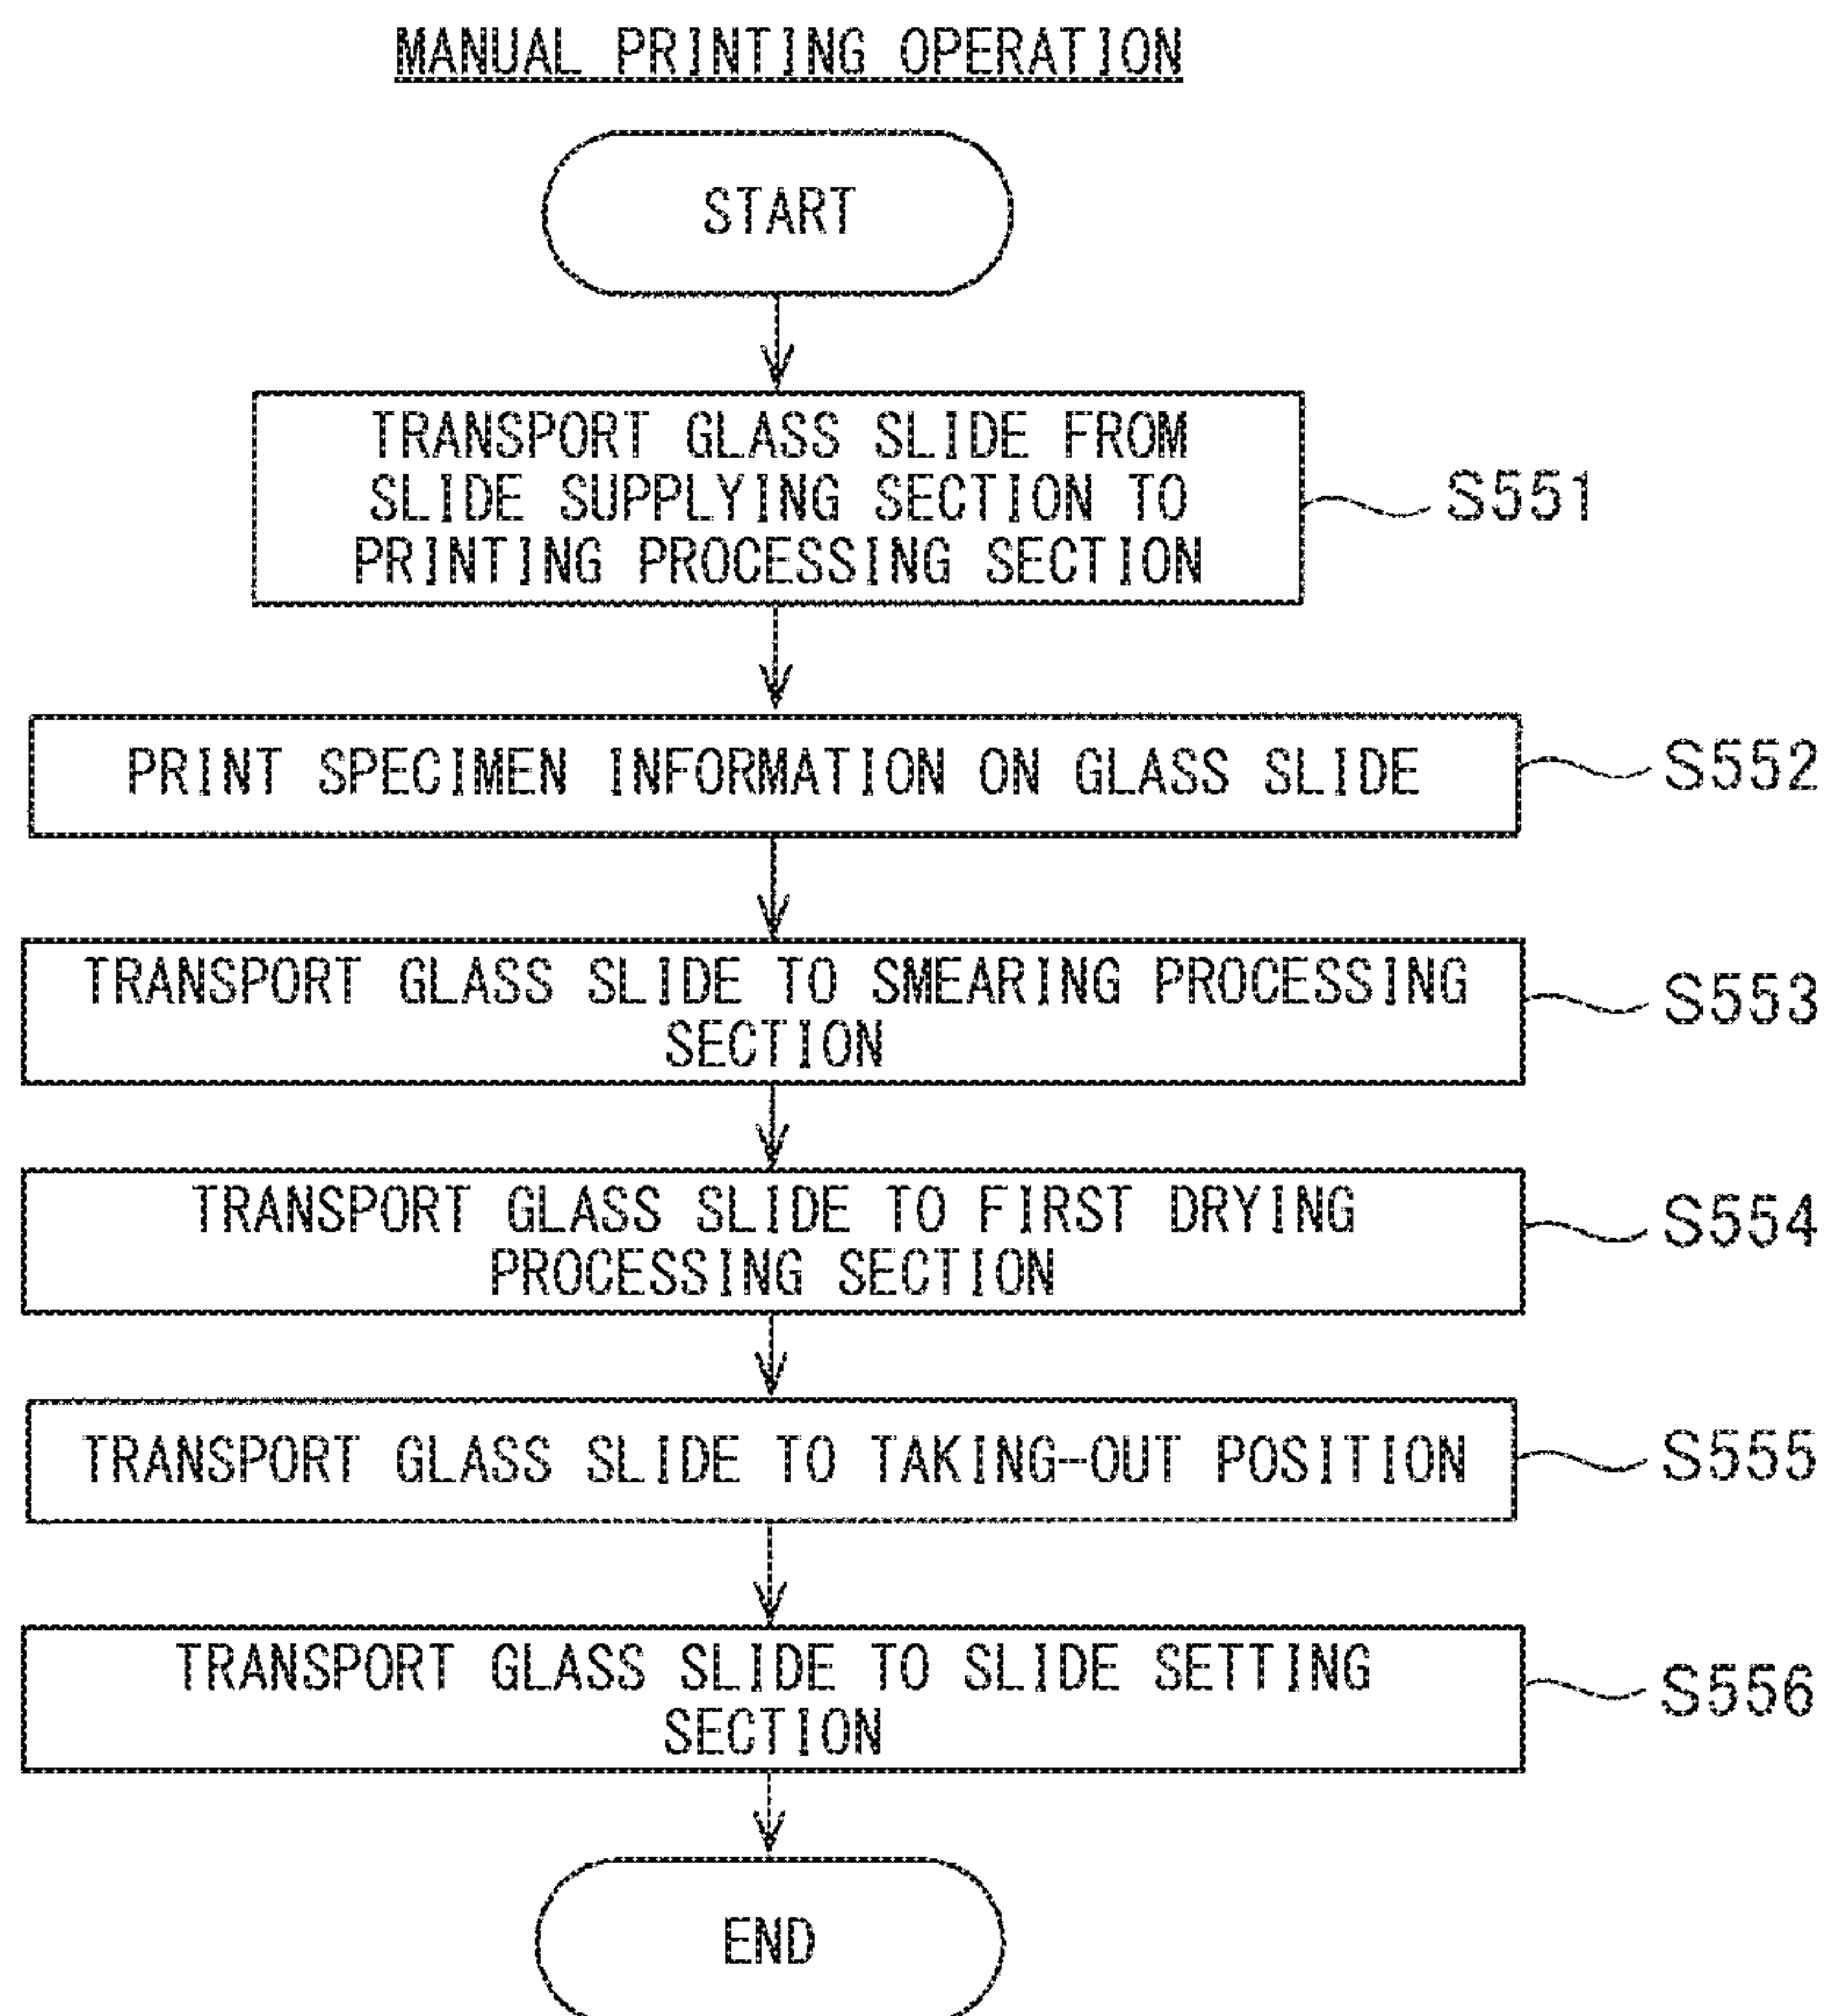 MANUAL PRINTING OPERATION
START
TRANSPORT GLASS SLIDE FROM
SLIDE SUPPLYING SECTION TO
PRINTING PROCESSING SECTION
S551
PRINT SPECIMEN INFORMATION ON GLASS SLIDE
S552
TRANSPORT GLASS SLIDE TO SMEARING PROCESSING
SECTION
S553
TRANSPORT GLASS SLIDE TO FIRST DRYING
PROCESSING SECTION
S554
TRANSPORT GLASS SLIDE TO TAKING-OUT POSITION
S555
TRANSPORT GLASS SLIDE TO SLIDE SETTING
SECTION
S556
END